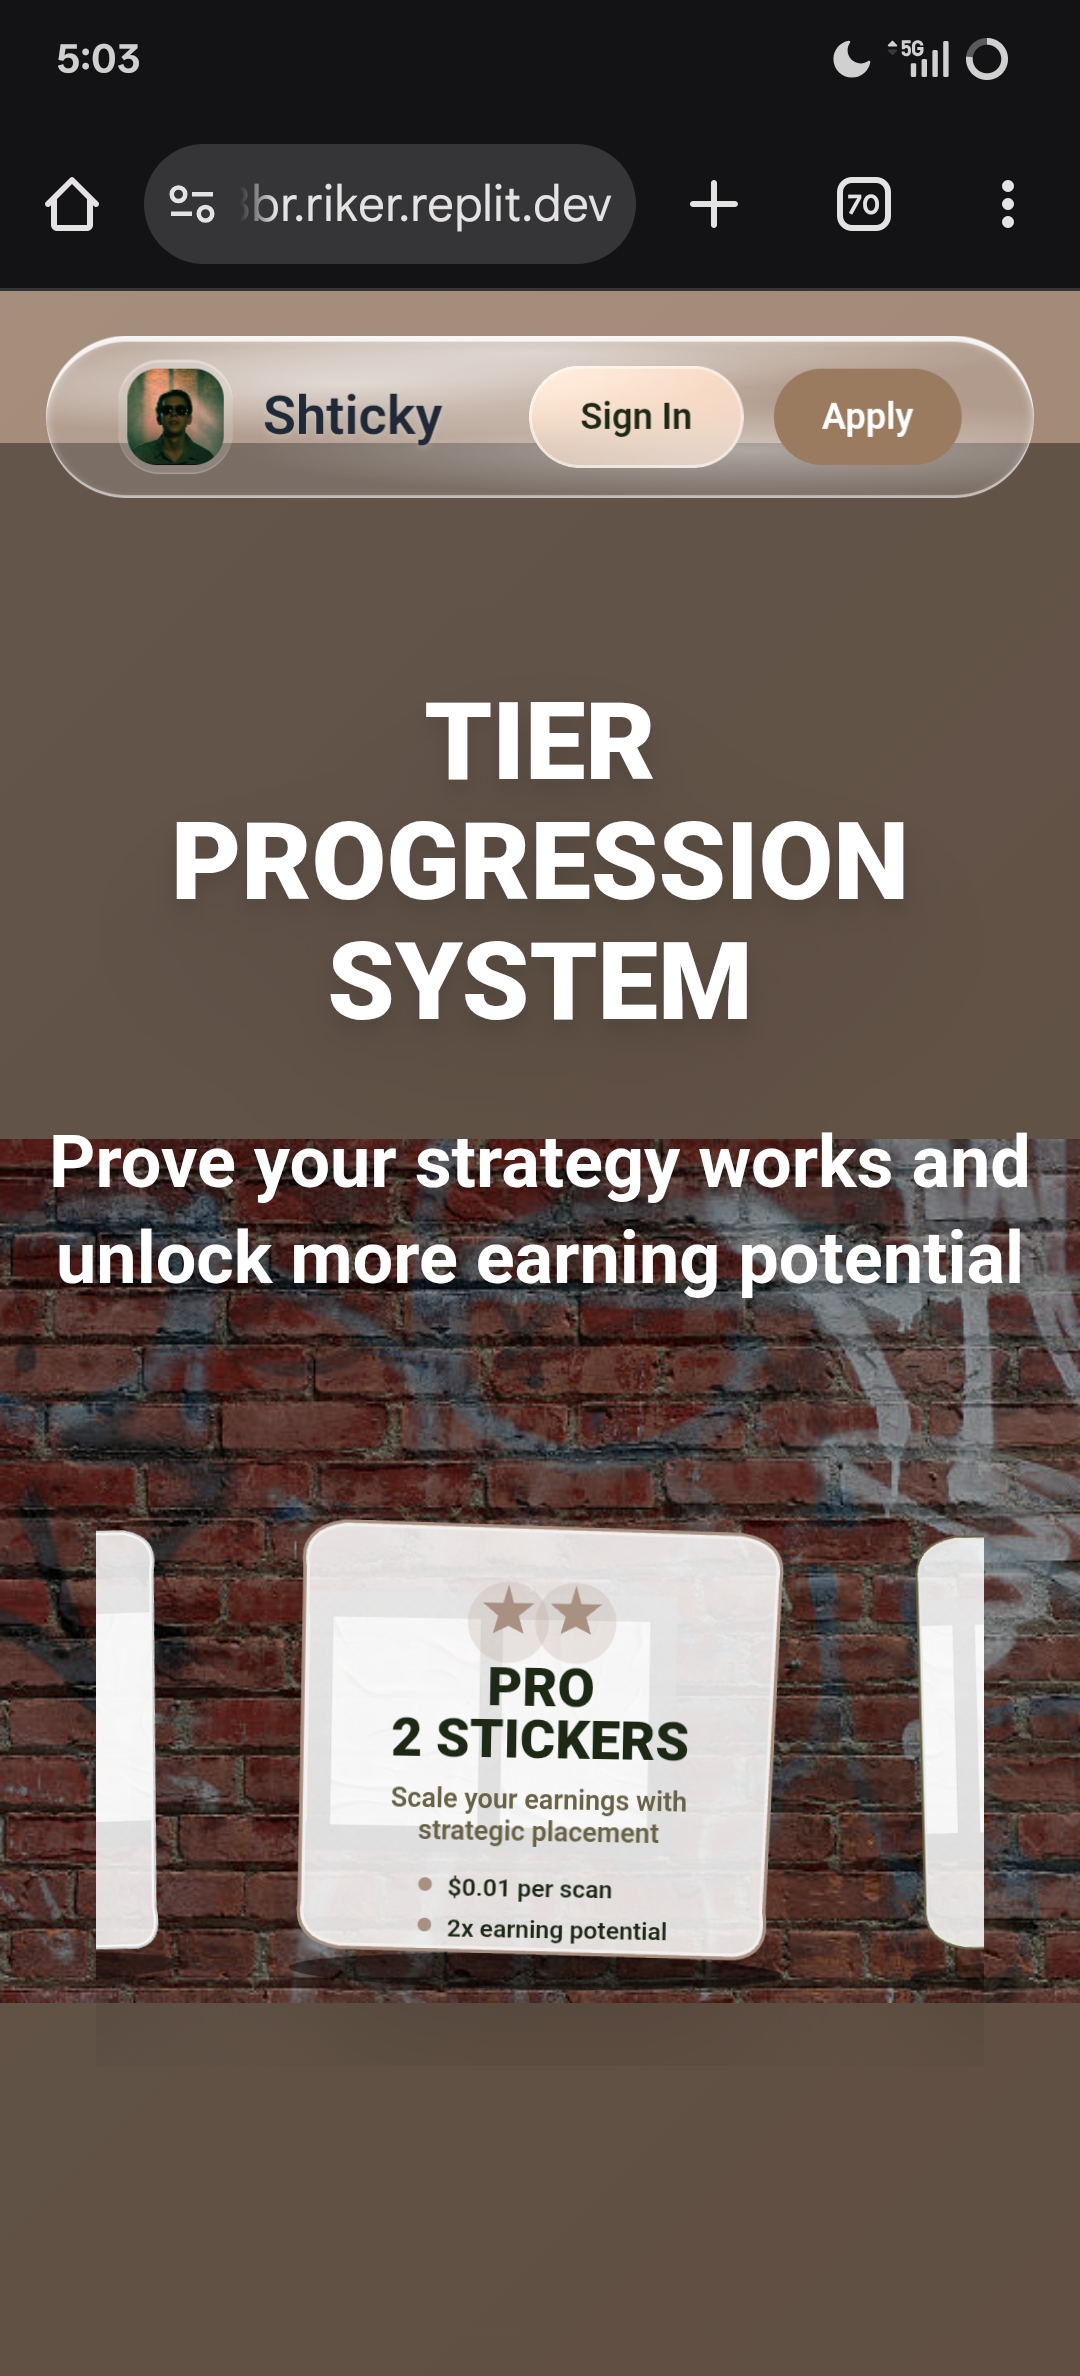 5:03
5G
br.riker.replit.dev
70
Shticky
Sign In
Apply
TIER
PROGRESSION
SYSTEM
Prove your strategy works and
unlock more earning potential
PRO
2 STICKERS
Scale your earnings with
strategic placement
$0.01 per scan
2x earning potential